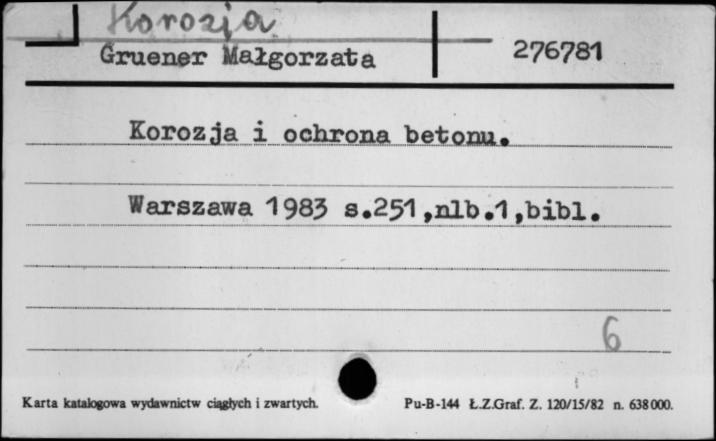 Korozja
Gruener Małgorzata 276781
Korozja i ochrona betonu.
Warszawa 1983 s.251,nlb.1,bibl.
6
Karta katalogowa wydawnictw ciągłych i zwartych. Pu-B-144 Ł.Z.Graf. Z. 120/15/82 n. 638000.